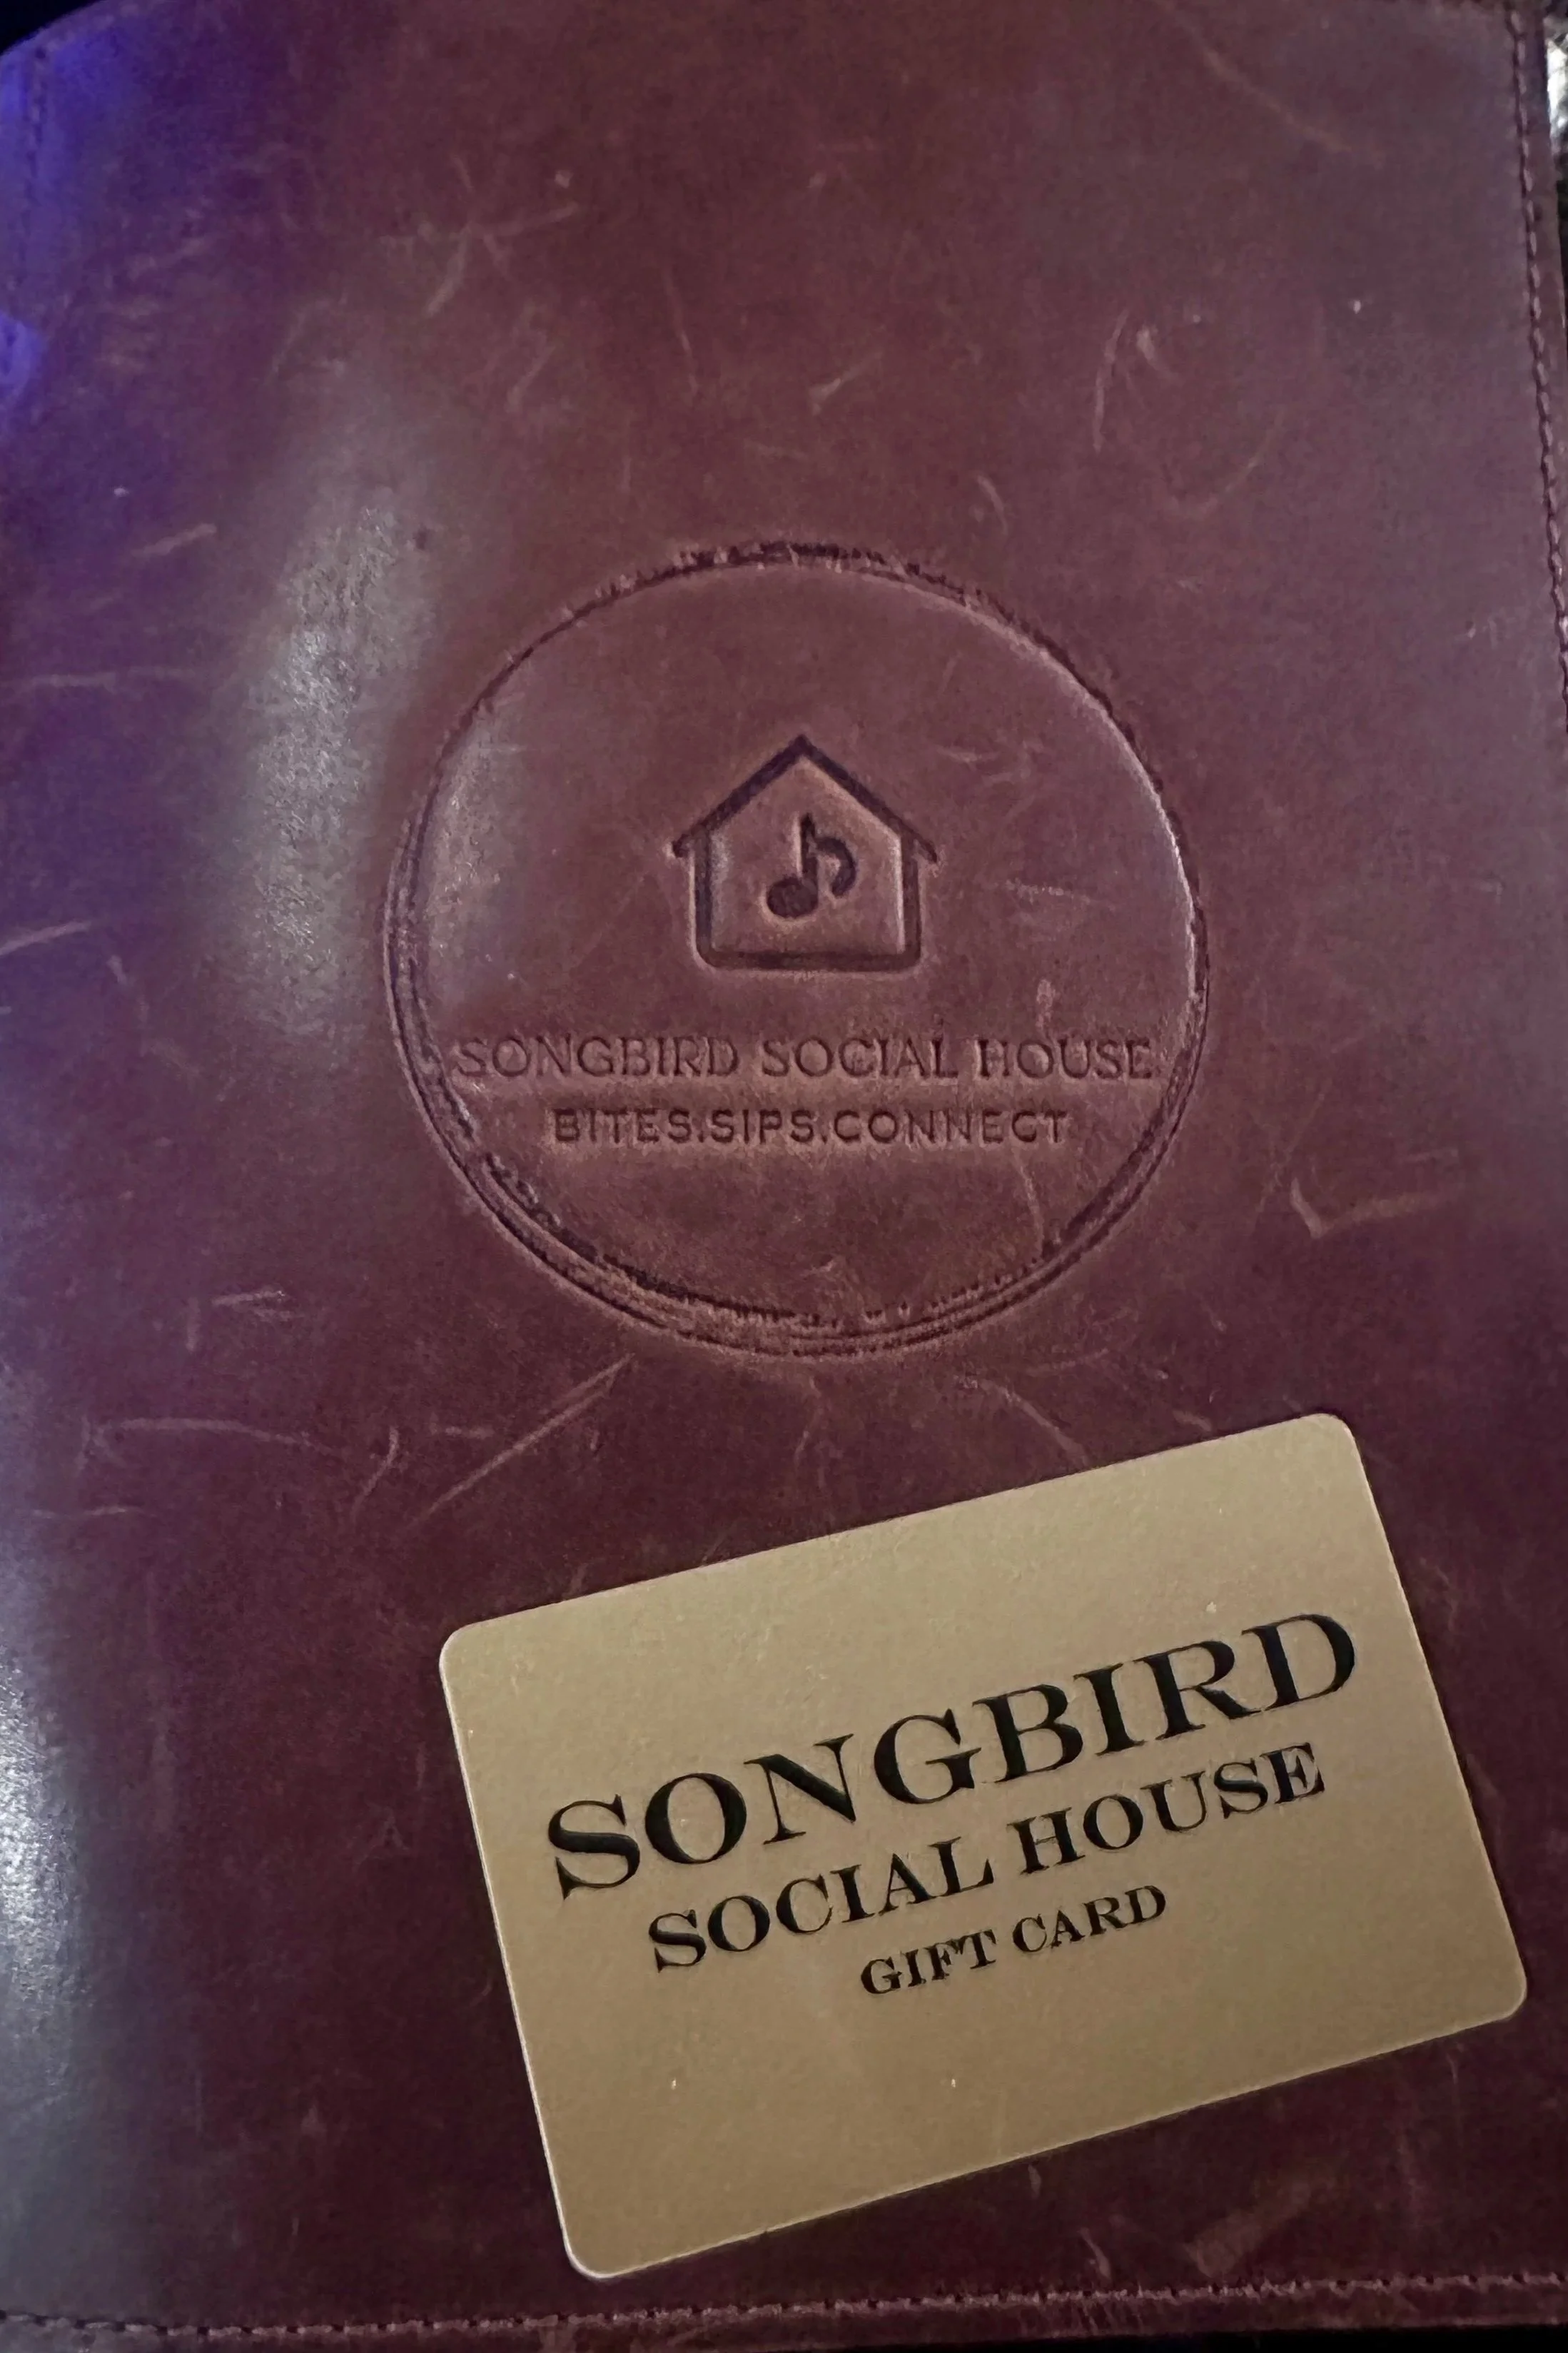 SONGBIRD SOCIAL HOUSE
BITES.SIPS.CONNECT
SONGBIRD
SOCIAL HOUSE
GIFT CARD